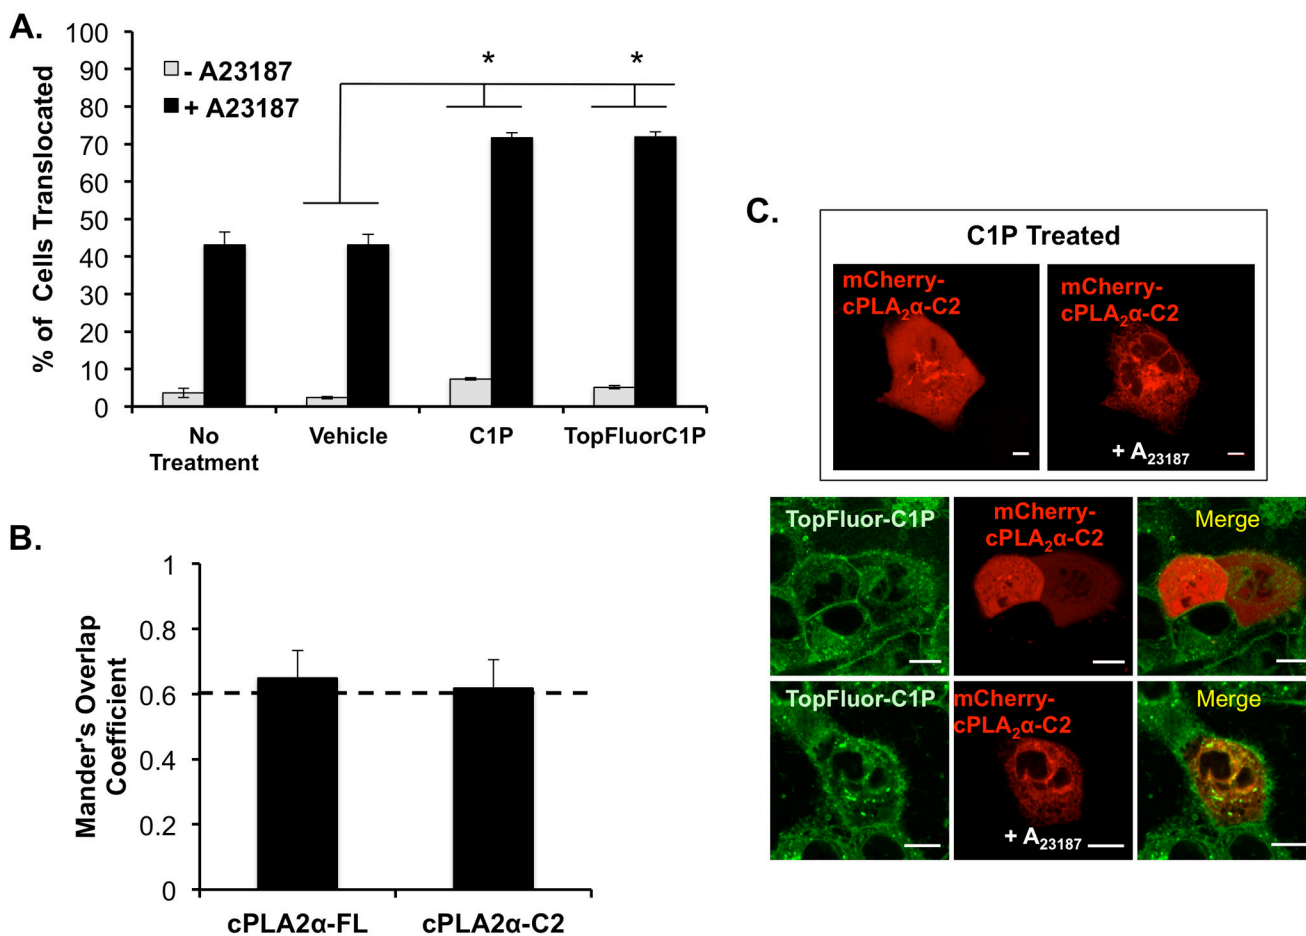 A.
% of Cells Translocated
100
90
80
70
60
50
40
30
20
10
0
- A23187
+ A23187
*
*
No
Treatment
Vehicle
C1P
TopFluorC1P
B.
Mander's Overlap
Coefficient
1
0.8
0.6
0.4
0.2
0
cPLA2α-FL
cPLA2α-C2
C.
C1P Treated
mCherry-
cPLA₂α-C2
mCherry-
cPLA₂α-C2
+ A₂₃₁₈₇
TopFluor-C1P
mCherry-
cPLA₂α-C2
Merge
TopFluor-C1P
mCherry-
cPLA₂α-C2
+ A₂₃₁₈₇
Merge